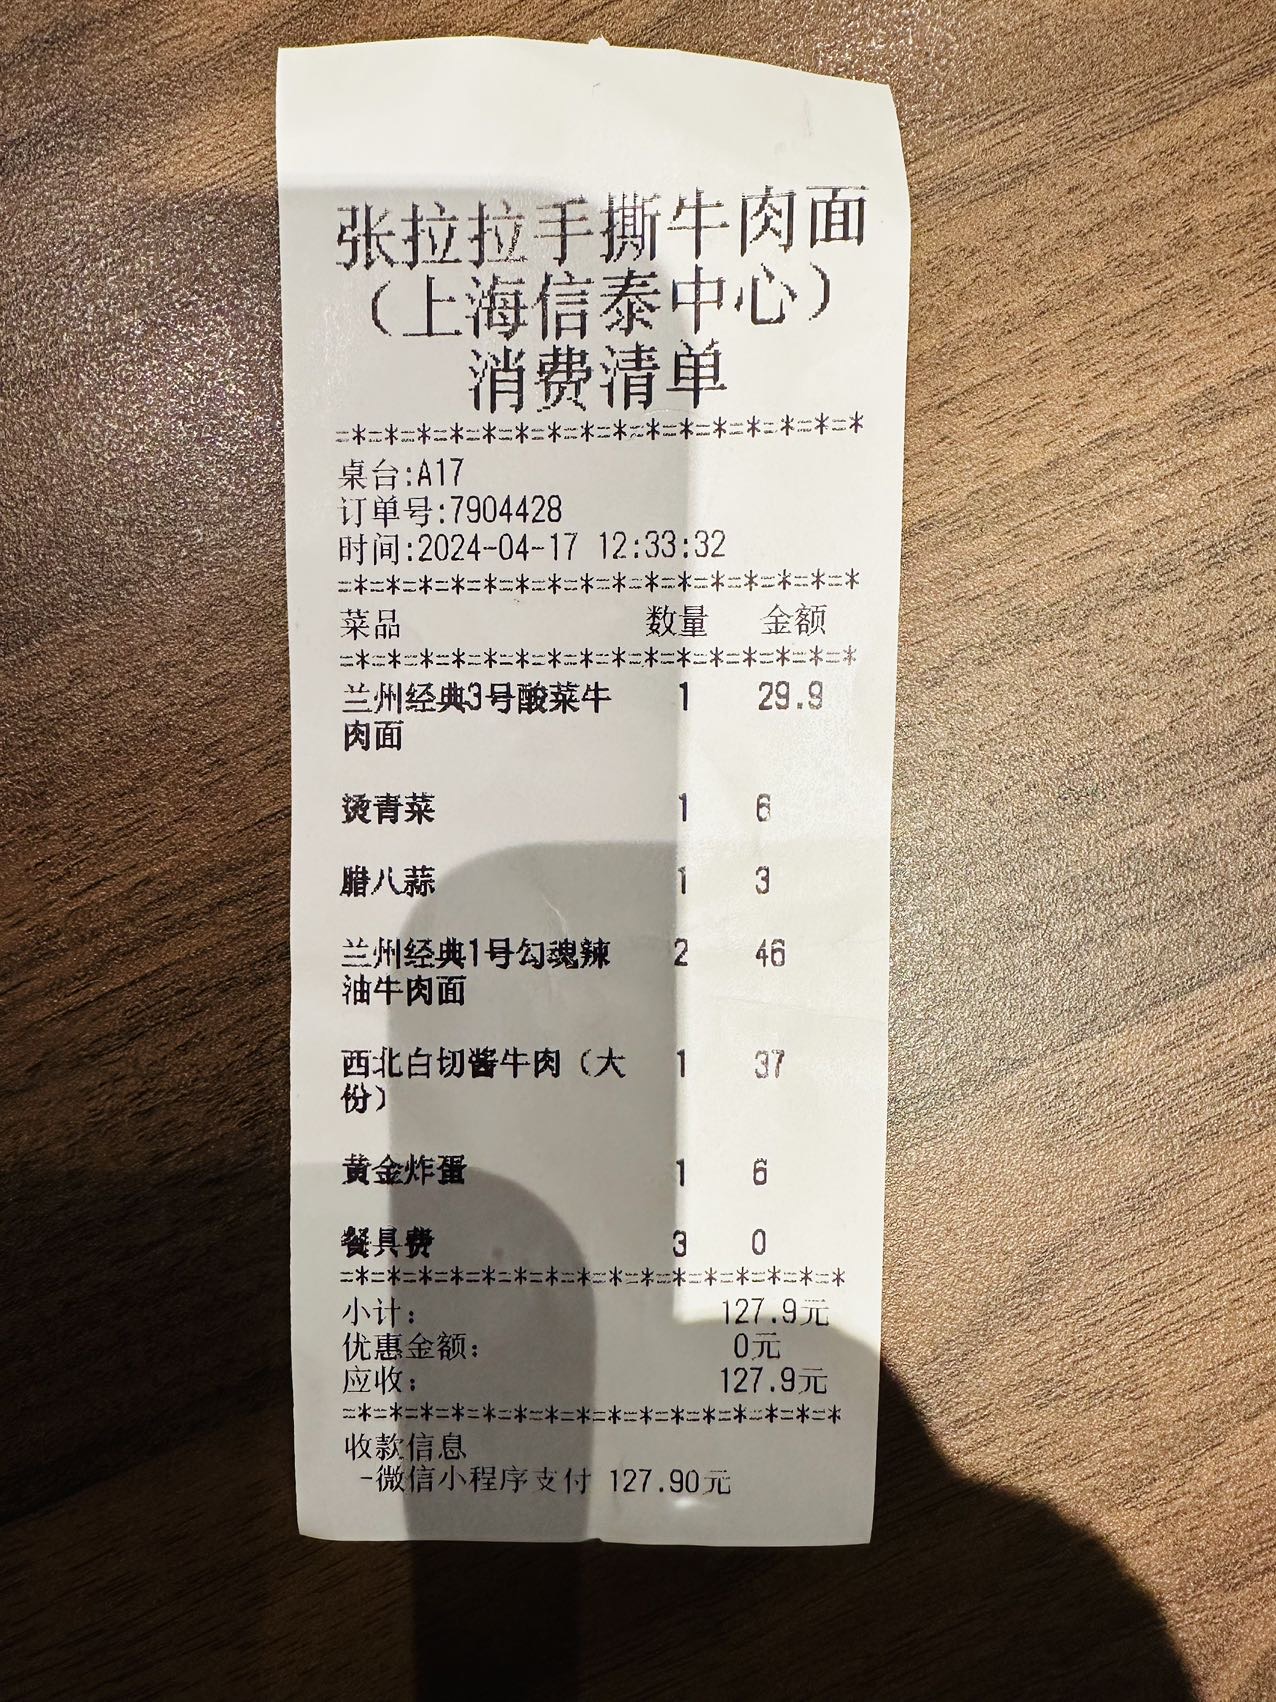 张拉拉手撕牛肉面
（上海信泰中心）
消费清单
=*=*=*=*=*=*=*=*=*=*=*=*=*=*=*=*
桌台:A17
订单号:7904428
时间:2024-04-17 12:33:32
=*=*=*=*=*=*=*=*=*=*=*=*=*=*=*=*
菜品 数量 金额
=*=*=*=*=*=*=*=*=*=*=*=*=*=*=*=*
兰州经典3号酸菜牛 1 29.9
肉面
烫青菜 1 6
腊八蒜 1 3
兰州经典1号勾魂辣 2 46
油牛肉面
西北白切酱牛肉（大 1 37
份）
黄金炸蛋 1 6
餐具费 3 0
=*=*=*=*=*=*=*=*=*=*=*=*=*=*=*=*
小计： 127.9元
优惠金额： 0元
应收： 127.9元
=*=*=*=*=*=*=*=*=*=*=*=*=*=*=*=*
收款信息
-微信小程序支付 127.90元